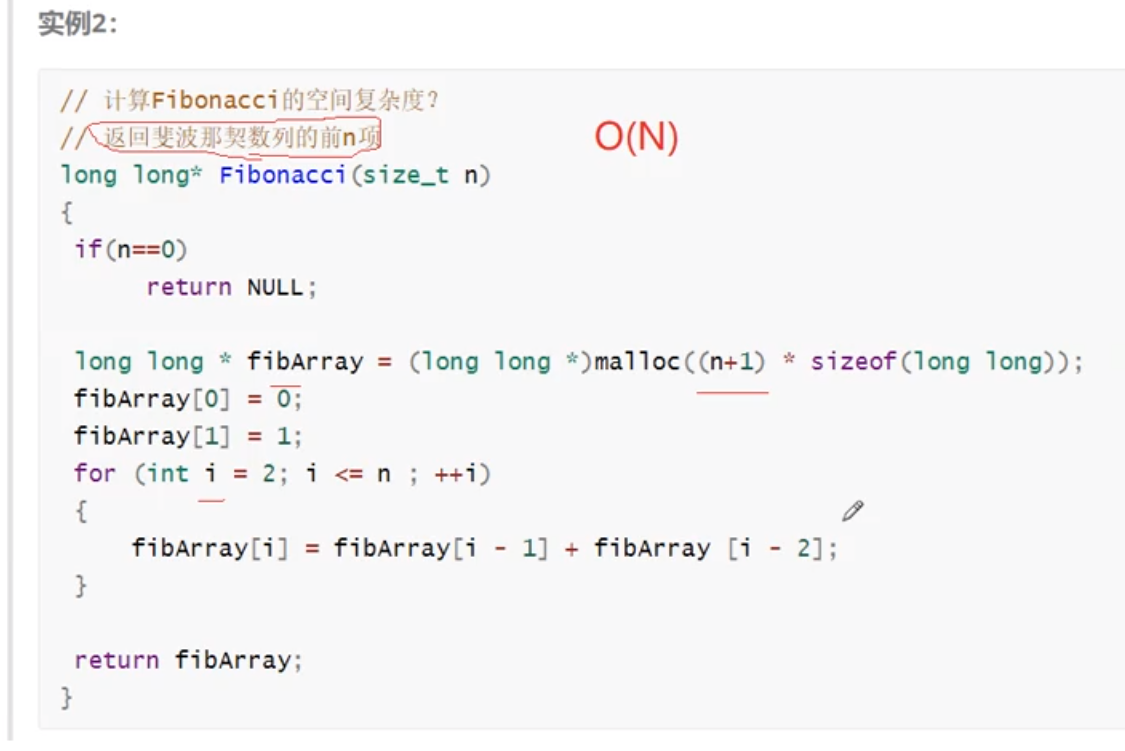 实例2：
// 计算Fibonacci的空间复杂度？
// 返回斐波那契数列的前n项
O(N)
long long* Fibonacci(size_t n)
{
if(n==0)
return NULL;
long long * fibArray = (long long *)malloc((n+1) * sizeof(long long));
fibArray[0] = 0;
fibArray[1] = 1;
for (int i = 2; i <= n ; ++i)
{
fibArray[i] = fibArray[i - 1] + fibArray [i - 2];
}
return fibArray;
}